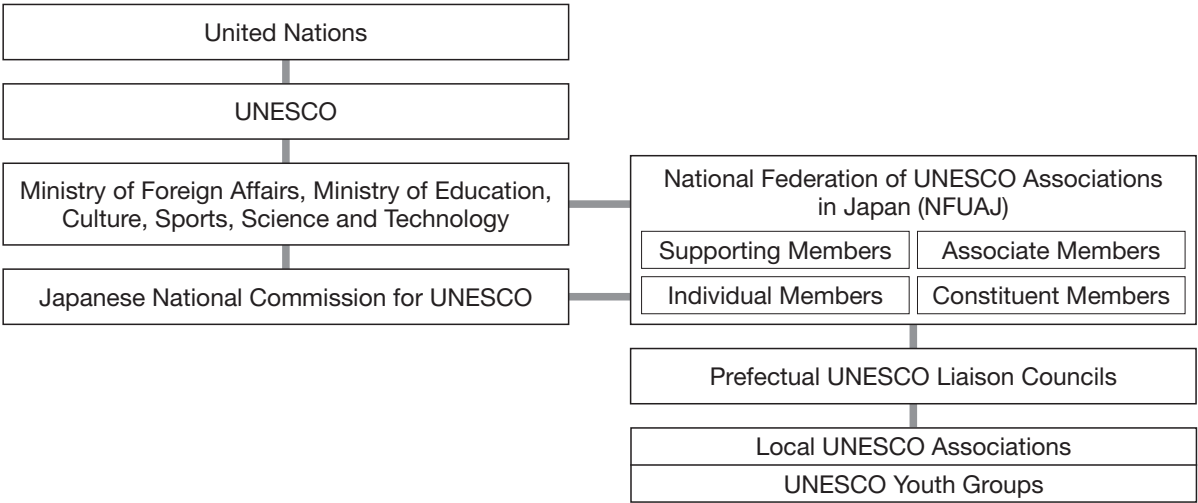 United Nations
UNESCO
Ministry of Foreign Affairs, Ministry of Education,
Culture, Sports, Science and Technology
Japanese National Commission for UNESCO
National Federation of UNESCO Associations
in Japan (NFUAJ)
Supporting Members
Associate Members
Individual Members
Constituent Members
Prefectual UNESCO Liaison Councils
Local UNESCO Associations
UNESCO Youth Groups